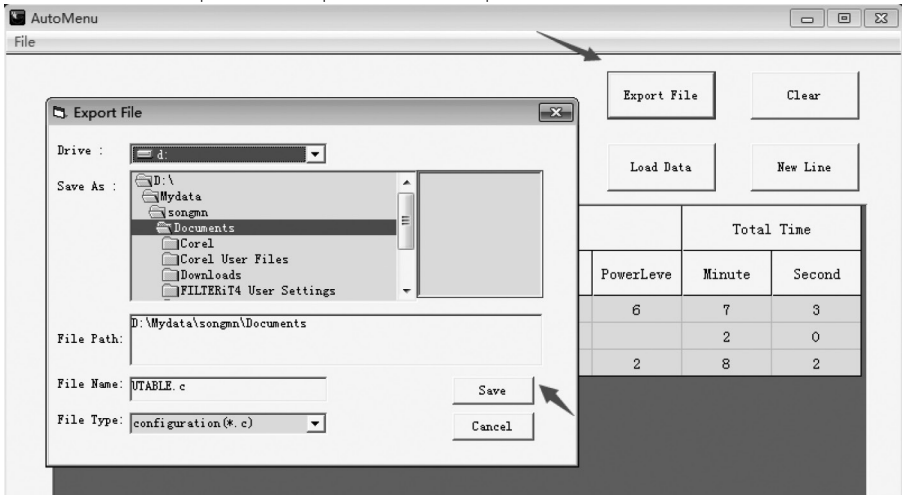 AutoMenu
File
Export File
Clear
Load Data
New Line
Total Time
PowerLeve
Minute
Second
6
7
3
2
0
2
8
2
Export File
Drive :
d:
Save As :
D:\
Mydata
songmn
Documents
Corel
Corel User Files
Downloads
FILTERiT4 User Settings
File Path:
D:\Mydata\songmn\Documents
File Name:
UTABLE.c
Save
File Type:
configuration(*.c)
Cancel